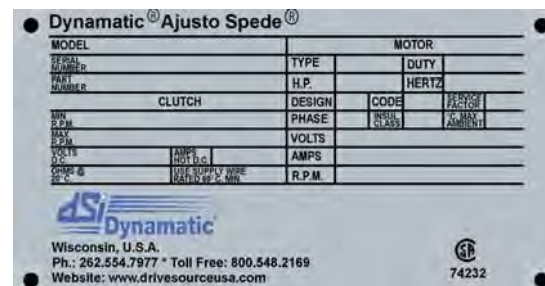 Dynamatic® Ajusto Spede®
MODEL MOTOR
SERIAL NUMBER TYPE DUTY
PART NUMBER H.P. HERTZ
CLUTCH DESIGN CODE SERVICE FACTOR
MIN R.P.M. PHASE INSUL CLASS °C. MAX AMBIENT
MAX R.P.M. VOLTS
VOLTS D.C. AMPS HOT D.C. AMPS
OHMS @ 20°C. USE SUPPLY WIRE RATED 90°C. MIN. R.P.M.
dSi Dynamatic®
Wisconsin, U.S.A.
Ph.: 262.554.7977 * Toll Free: 800.548.2169
Website: www.drivesourceusa.com
SA
74232